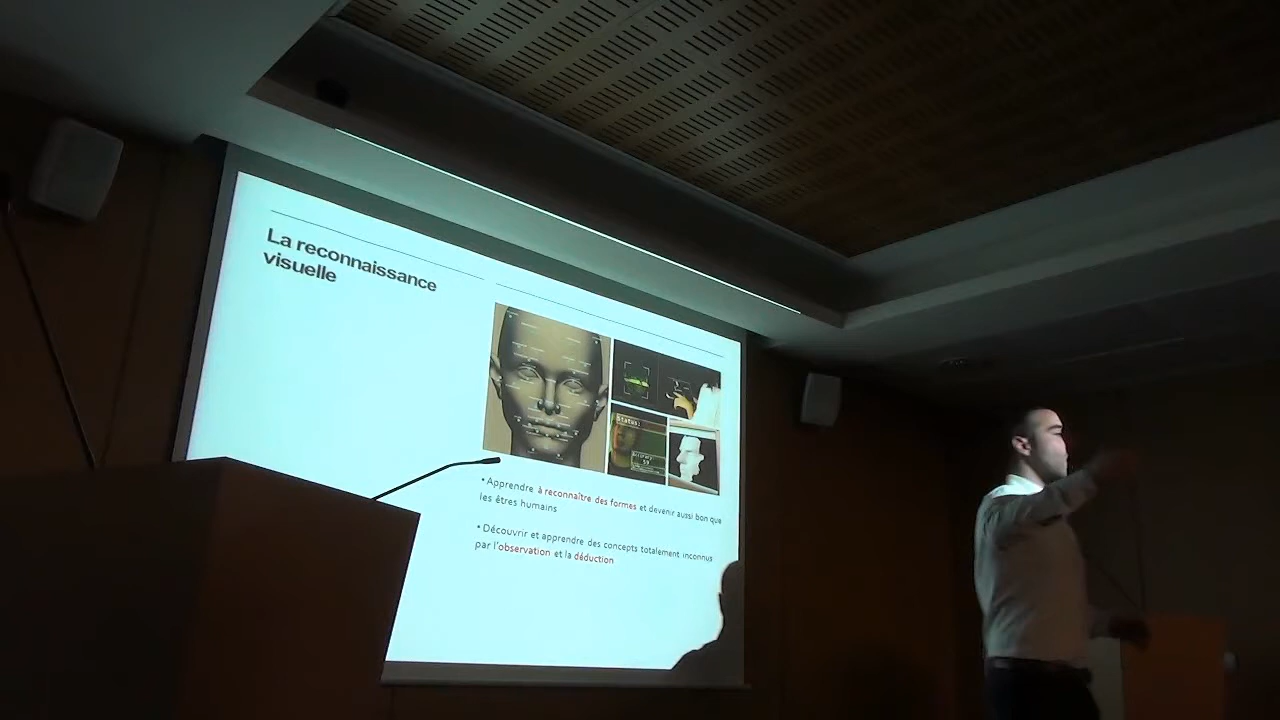 La reconnaissance
visuelle
Status:
• Apprendre à reconnaître des formes et devenir aussi bon que
les êtres humains
• Découvrir et apprendre des concepts totalement inconnus
par l'observation et la déduction